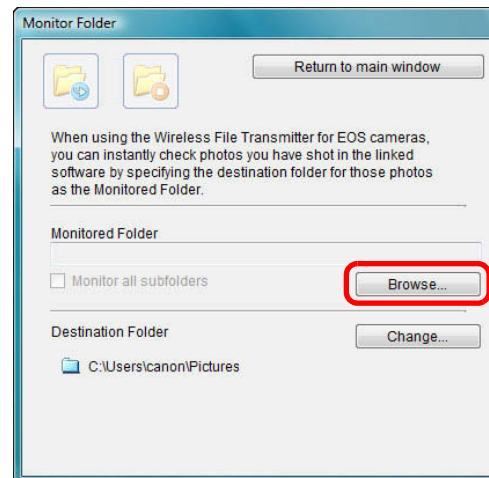 Monitor Folder
Return to main window
When using the Wireless File Transmitter for EOS cameras,
you can instantly check photos you have shot in the linked
software by specifying the destination folder for those photos
as the Monitored Folder.
Monitored Folder
Monitor all subfolders
Browse...
Destination Folder
Change...
C:\Users\canon\Pictures